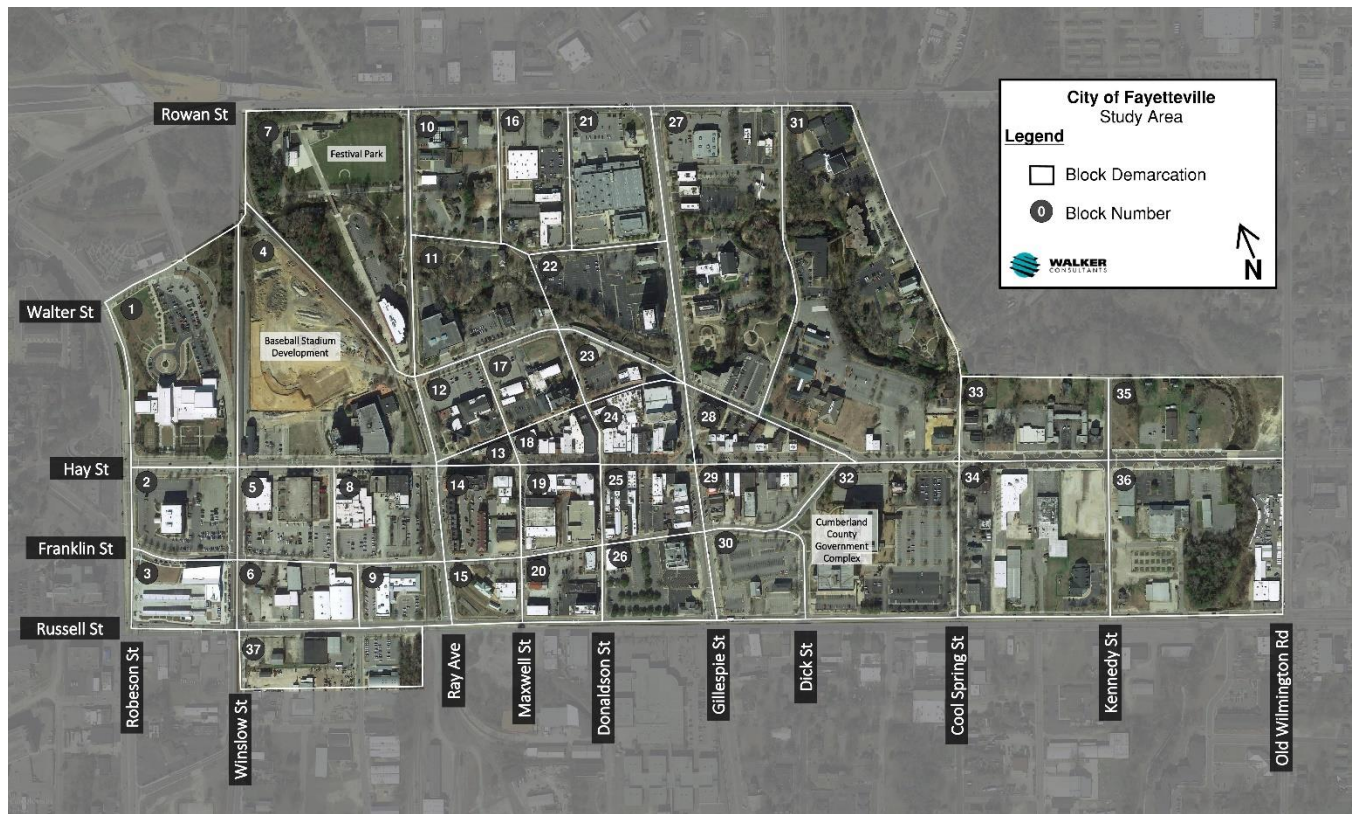 City of Fayetteville
Study Area
Legend
Block Demarcation
0 Block Number
WALKER
CONSULTANTS
N
Rowan St
7
Festival Park
10
16
21
27
31
4
11
22
1
Walter St
Baseball Stadium
Development
12
17
23
33
35
24
28
18
13
Hay St
2
5
8
14
19
25
29
32
34
36
Cumberland
County
Government
Complex
Franklin St
3
6
9
15
20
26
30
Russell St
37
Robeson St
Winslow St
Ray Ave
Maxwell St
Donaldson St
Gillespie St
Dick St
Cool Spring St
Kennedy St
Old Wilmington Rd